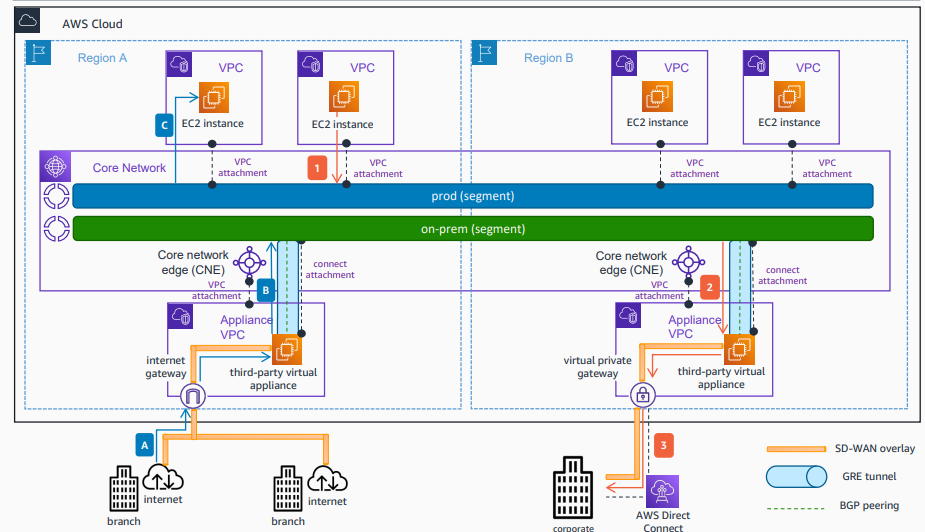 AWS Cloud
Region A
Region B
VPC
VPC
VPC
VPC
EC2 instance
EC2 instance
EC2 instance
EC2 instance
C
1
Core Network
VPC
attachment
VPC
attachment
VPC
attachment
VPC
attachment
prod (segment)
on-prem (segment)
Core network
edge (CNE)
connect
attachment
VPC
attachment
B
Core network
edge (CNE)
connect
attachment
VPC
attachment
2
Appliance
VPC
Appliance
VPC
internet
gateway
third-party virtual
appliance
virtual private
gateway
third-party virtual
appliance
A
3
internet
internet
branch
branch
corporate
AWS Direct
Connect
SD-WAN overlay
GRE tunnel
BGP peering